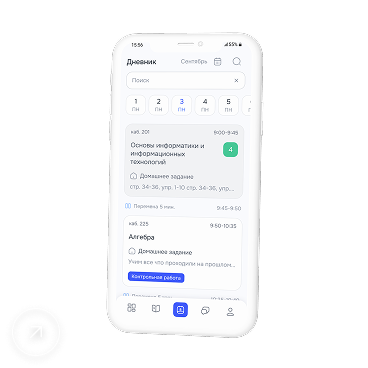 15:56
55%
Дневник
Сентябрь
Поиск
1 2 3 4 5
ПН ПН ПН ПН ПН
каб. 201 9:00-9:45
Основы информатики и
информационных
технологий
4
Домашнее задание
стр. 34-36, упр. 1-10 стр. 34-36, упр....
Перемена 5 мин. 9:45-9:50
каб. 225 9:50-10:35
Алгебра
Домашнее задание
Учим все что проходили на прошлом...
Контрольная работа